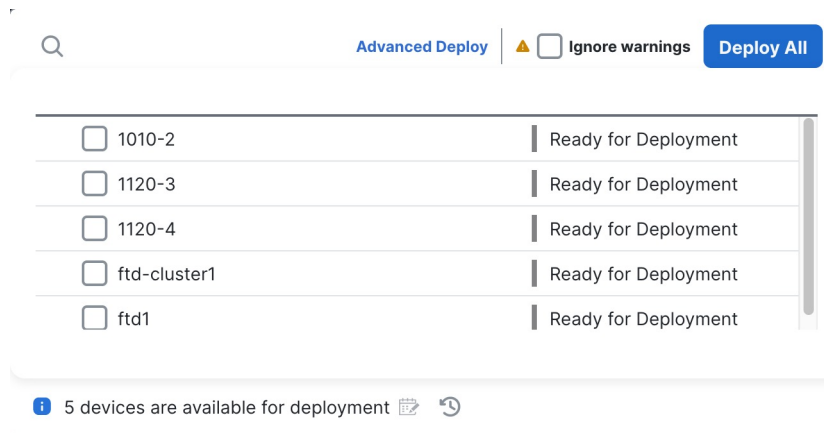 Advanced Deploy Ignore warnings Deploy All
1010-2 Ready for Deployment
1120-3 Ready for Deployment
1120-4 Ready for Deployment
ftd-cluster1 Ready for Deployment
ftd1 Ready for Deployment
5 devices are available for deployment